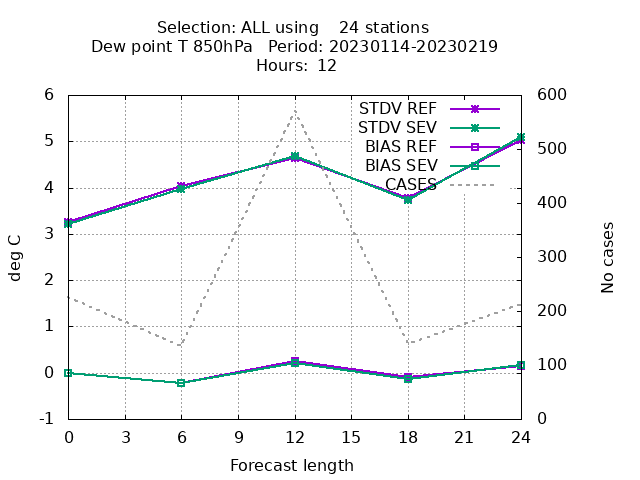 Selection: ALL using    24 stations
Dew point T 850hPa   Period: 20230114-20230219
Hours: 12
6
5
4
3
2
1
0
-1
600
500
400
300
200
100
0
STDV REF
STDV SEV
BIAS REF
BIAS SEV
CASES
deg C
No cases
0 3 6 9 12 15 18 21 24
Forecast length